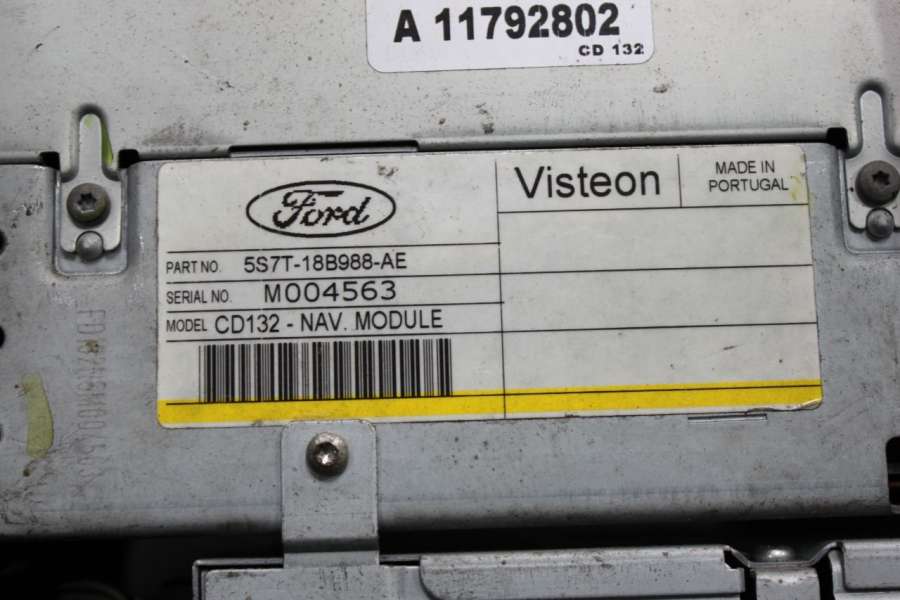 A 11792802
CD 132
Ford
Visteon
MADE IN
PORTUGAL
PART NO. 5S7T-18B988-AE
SERIAL NO. M004563
MODEL CD132 - NAV. MODULE